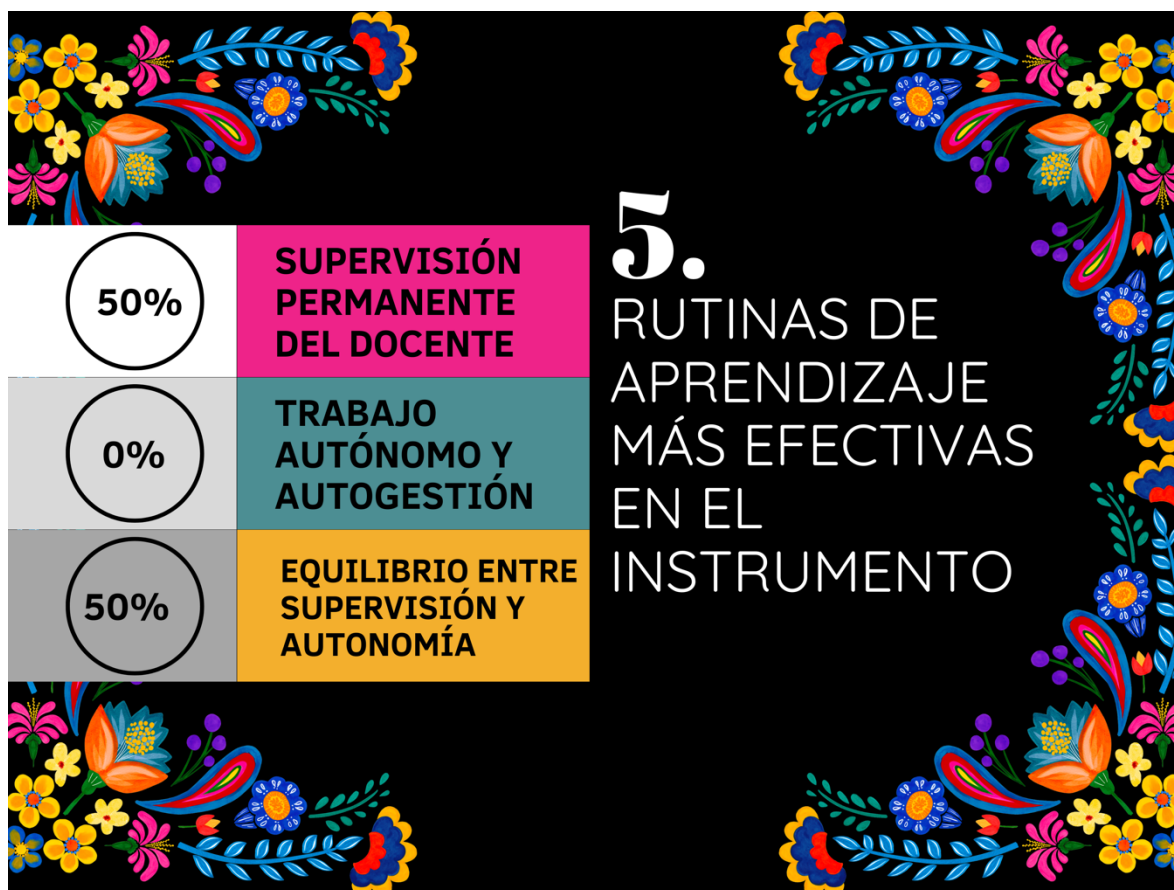 50%
SUPERVISIÓN
PERMANENTE
DEL DOCENTE
0%
TRABAJO
AUTÓNOMO Y
AUTOGESTIÓN
50%
EQUILIBRIO ENTRE
SUPERVISIÓN Y
AUTONOMÍA
5.
RUTINAS DE
APRENDIZAJE
MÁS EFECTIVAS
EN EL
INSTRUMENTO